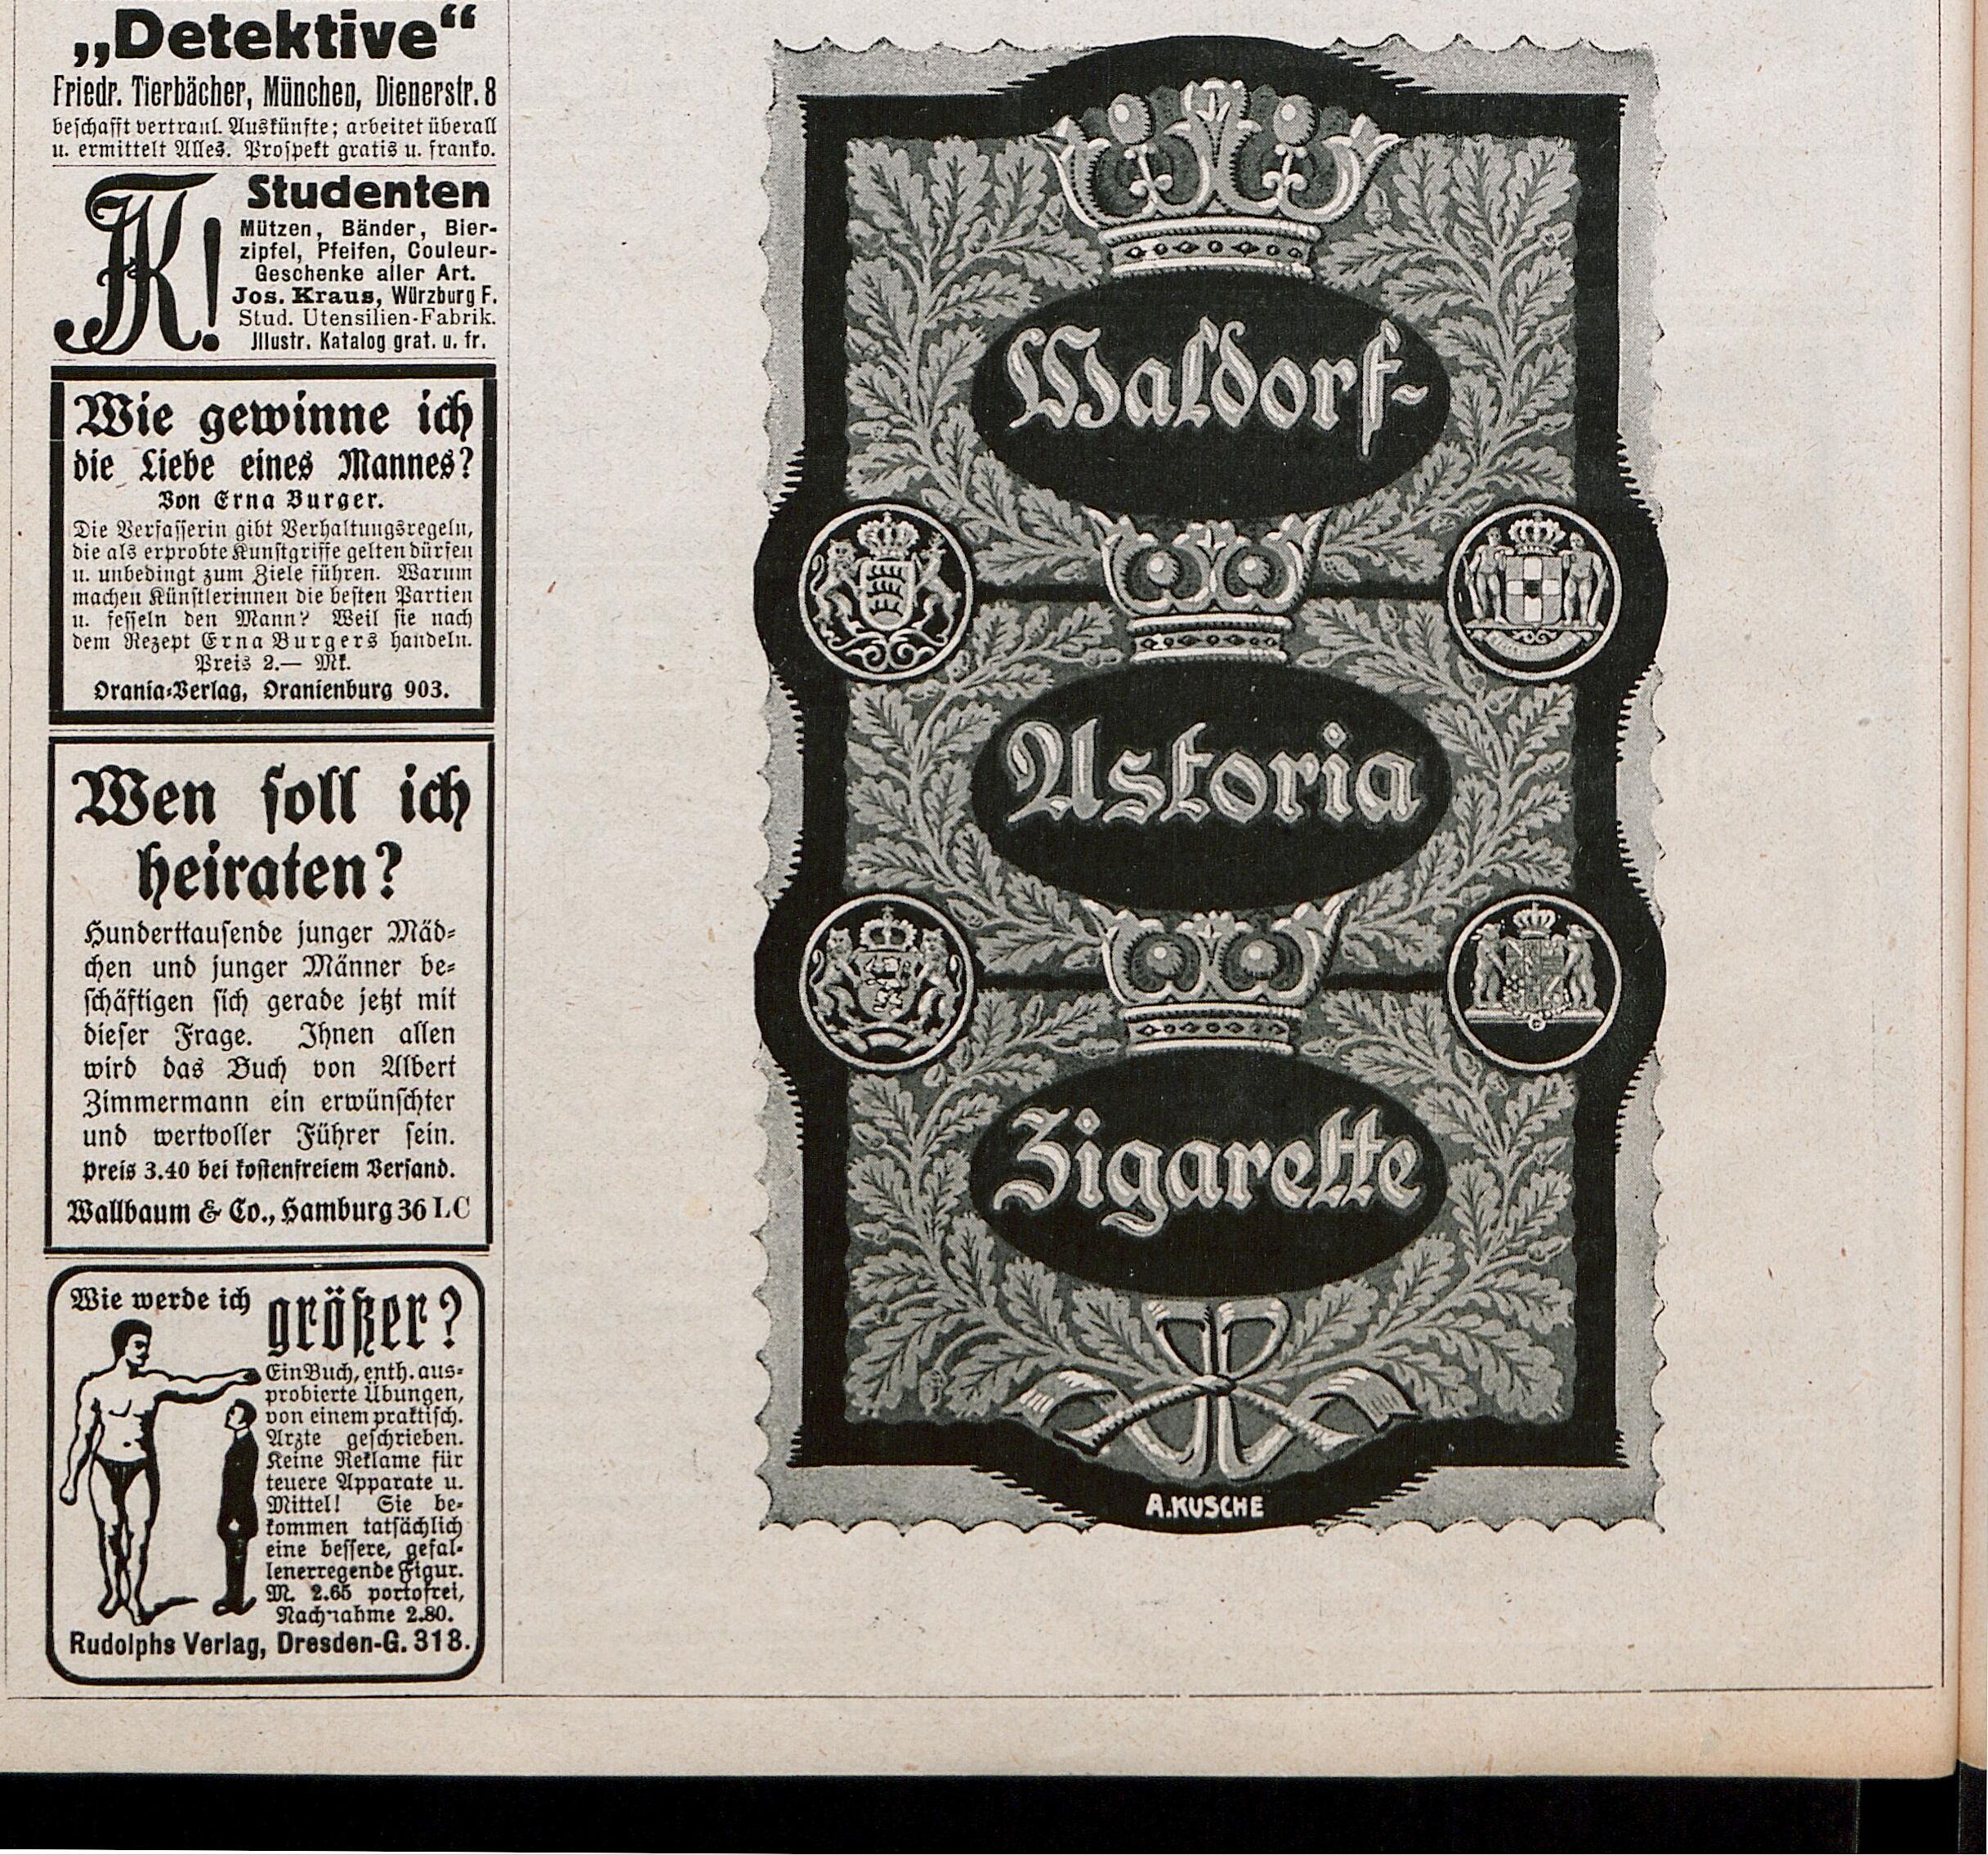 „Detektive“
Friedr. Tierbächer, München, Dienerstr. 8
beschafft vertraul. Auskünfte; arbeitet überall
u. ermittelt Alles. Prospekt gratis u. franko.
Studenten
Mützen, Bänder, Bier-
zipfel, Pfeifen, Couleur-
Geschenke aller Art.
Jos. Kraus, Würzburg F.
Stud. Utensilien-Fabrik.
Jllustr. Katalog grat. u. fr.
Wie gewinne ich
die Liebe eines Mannes?
Von Erna Burger.
Die Verfasserin gibt Verhaltungsregeln,
die als erprobte Kunstgriffe gelten dürfen
u. unbedingt zum Ziele führen. Warum
machen Künstlerinnen die besten Partien
u. fesseln den Mann? Weil sie nach
dem Rezept Erna Burgers handeln.
Preis 2.— Mk.
Orania-Verlag, Oranienburg 903.
Wen soll ich
heiraten?
Hunderttausende junger Mäd-
chen und junger Männer be-
schäftigen sich gerade jetzt mit
dieser Frage. Ihnen allen
wird das Buch von Albert
Zimmermann ein erwünschter
und wertvoller Führer sein.
Preis 3.40 bei kostenfreiem Versand.
Wallbaum & Co., Hamburg 36 LC
Wie werde ich größer?
Ein Buch, enth. aus-
probierte Übungen,
von einem praktisch.
Arzte geschrieben.
Keine Reklame für
teuere Apparate u.
Mittel! Sie be-
kommen tatsächlich
eine bessere, gefal-
lenerregende Figur.
M. 2.65 portofrei,
Nachnahme 2.80.
Rudolphs Verlag, Dresden-G. 318.
Waldorf-
Astoria
Zigarette
A. KUSCHE